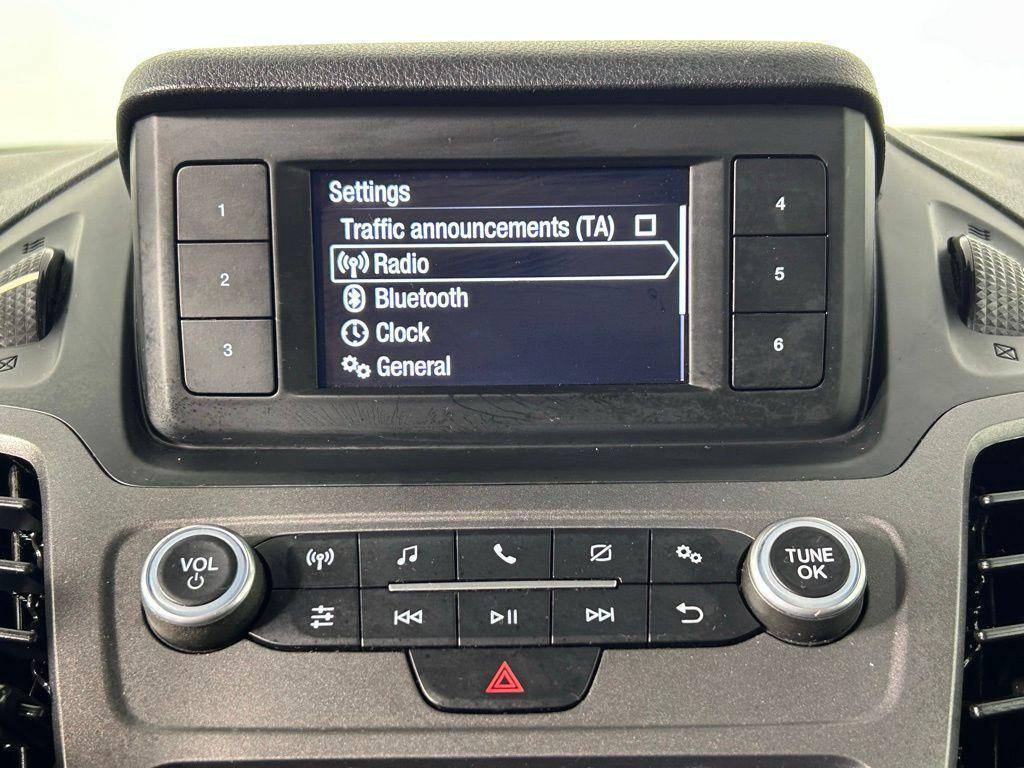 Settings
Traffic announcements (TA)
Radio
Bluetooth
Clock
General
1
2
3
4
5
6
VOL
TUNE
OK